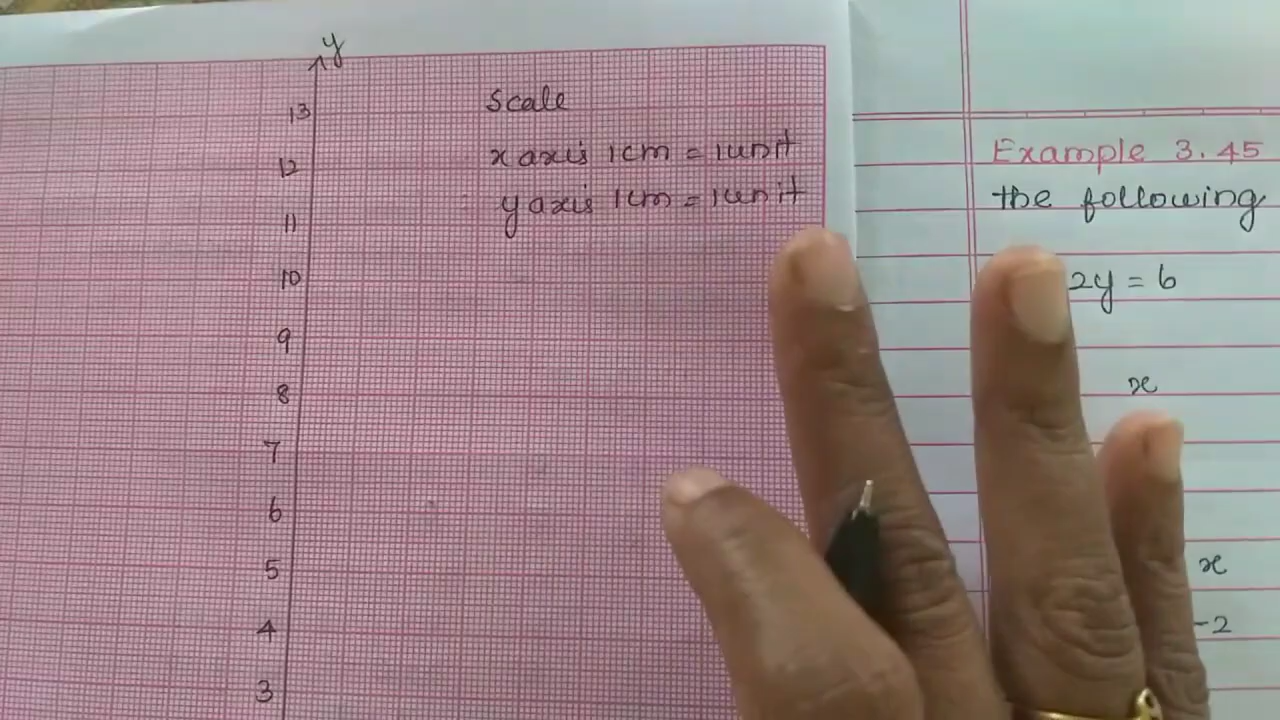 y
13
12
11
10
9
8
7
6
5
4
3
Scale
x axis 1cm = 1unit
y axis 1cm = 1unit
Example 3.45
the following
2y = 6
x
x
-2